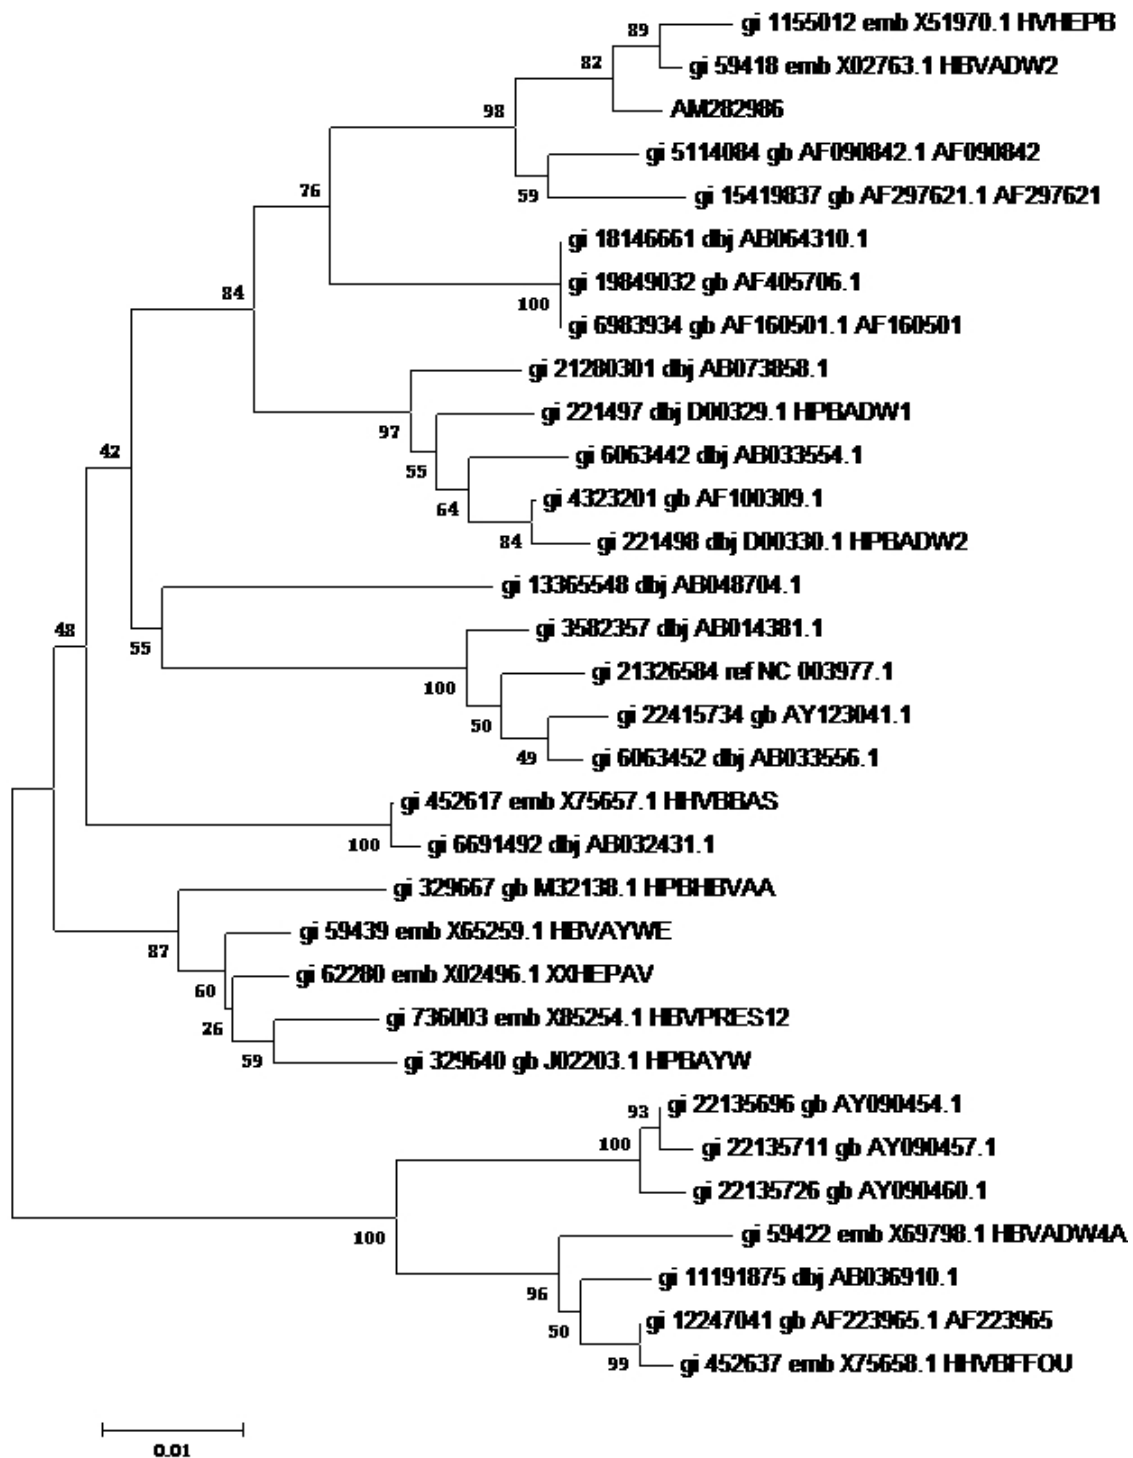 89
gi 1155012 emb X51970.1 HVHEPB
82
gi 59418 emb X02763.1 HBVADW2
98
AM282986
gi 5114084 gb AF090842.1 AF090842
76
59
gi 15419837 gb AF297621.1 AF297621
gi 18146661 dbj AB064310.1
84
gi 19849032 gb AF405706.1
100
gi 6983934 gb AF160501.1 AF160501
gi 21280301 dbj AB073858.1
gi 221497 dbj D00329.1 HPBADW1
97
42
gi 6063442 dbj AB033554.1
55
gi 4323201 gb AF100309.1
64
84
gi 221498 dbj D00330.1 HPBADW2
gi 13365548 dbj AB048704.1
48
gi 3582357 dbj AB014381.1
55
gi 21326584 ref NC 003977.1
100
gi 22415734 gb AY123041.1
50
49
gi 6063452 dbj AB033556.1
gi 452617 emb X75657.1 HHVBBAS
100
gi 6691492 dbj AB032431.1
gi 329667 gb M32138.1 HPBHBVAA
gi 59439 emb X65259.1 HBVAYWE
87
gi 62280 emb X02496.1 XXHEPAV
60
gi 736003 emb X85254.1 HBVPRES12
26
59
gi 329640 gb J02203.1 HPBAYW
93
gi 22135696 gb AY090454.1
100
gi 22135711 gb AY090457.1
gi 22135726 gb AY090460.1
100
gi 59422 emb X69798.1 HBVADW4A
gi 11191875 dbj AB036910.1
96
gi 12247041 gb AF223965.1 AF223965
50
99
gi 452637 emb X75658.1 HHVBFFOU
0.01